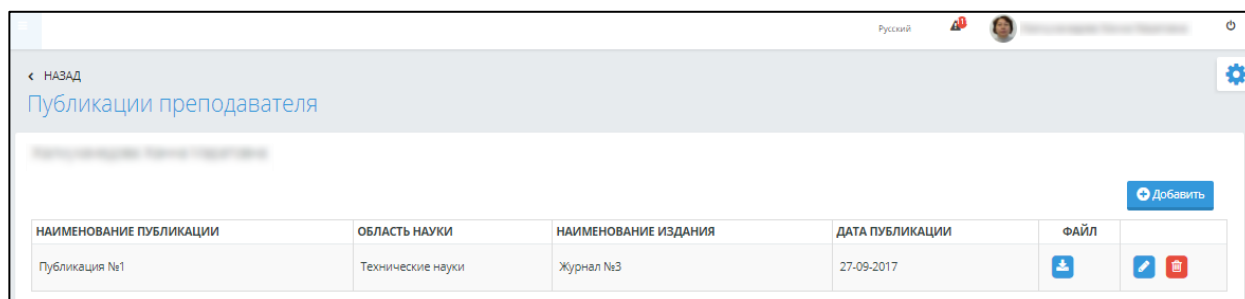 Русский
НАЗАД
Публикации преподавателя
Добавить
НАИМЕНОВАНИЕ ПУБЛИКАЦИИ ОБЛАСТЬ НАУКИ НАИМЕНОВАНИЕ ИЗДАНИЯ ДАТА ПУБЛИКАЦИИ ФАЙЛ
Публикация №1 Технические науки Журнал №3 27-09-2017